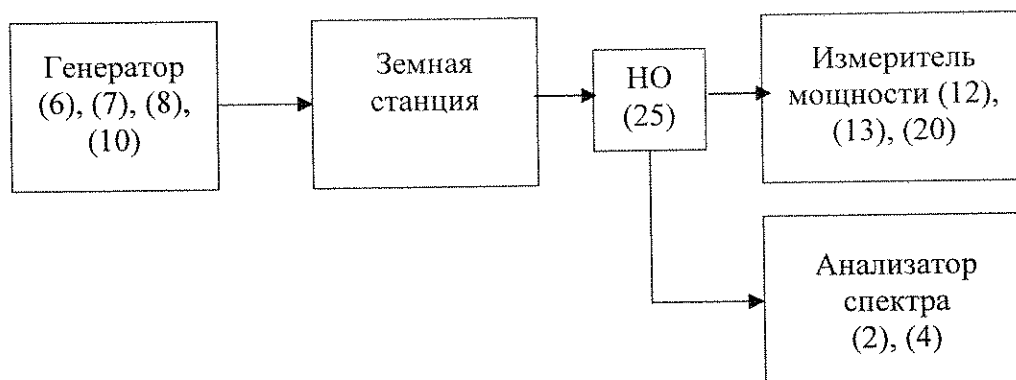 Генератор
(6), (7), (8),
(10)
Земная
станция
НО
(25)
Измеритель
мощности (12),
(13), (20)
Анализатор
спектра
(2), (4)